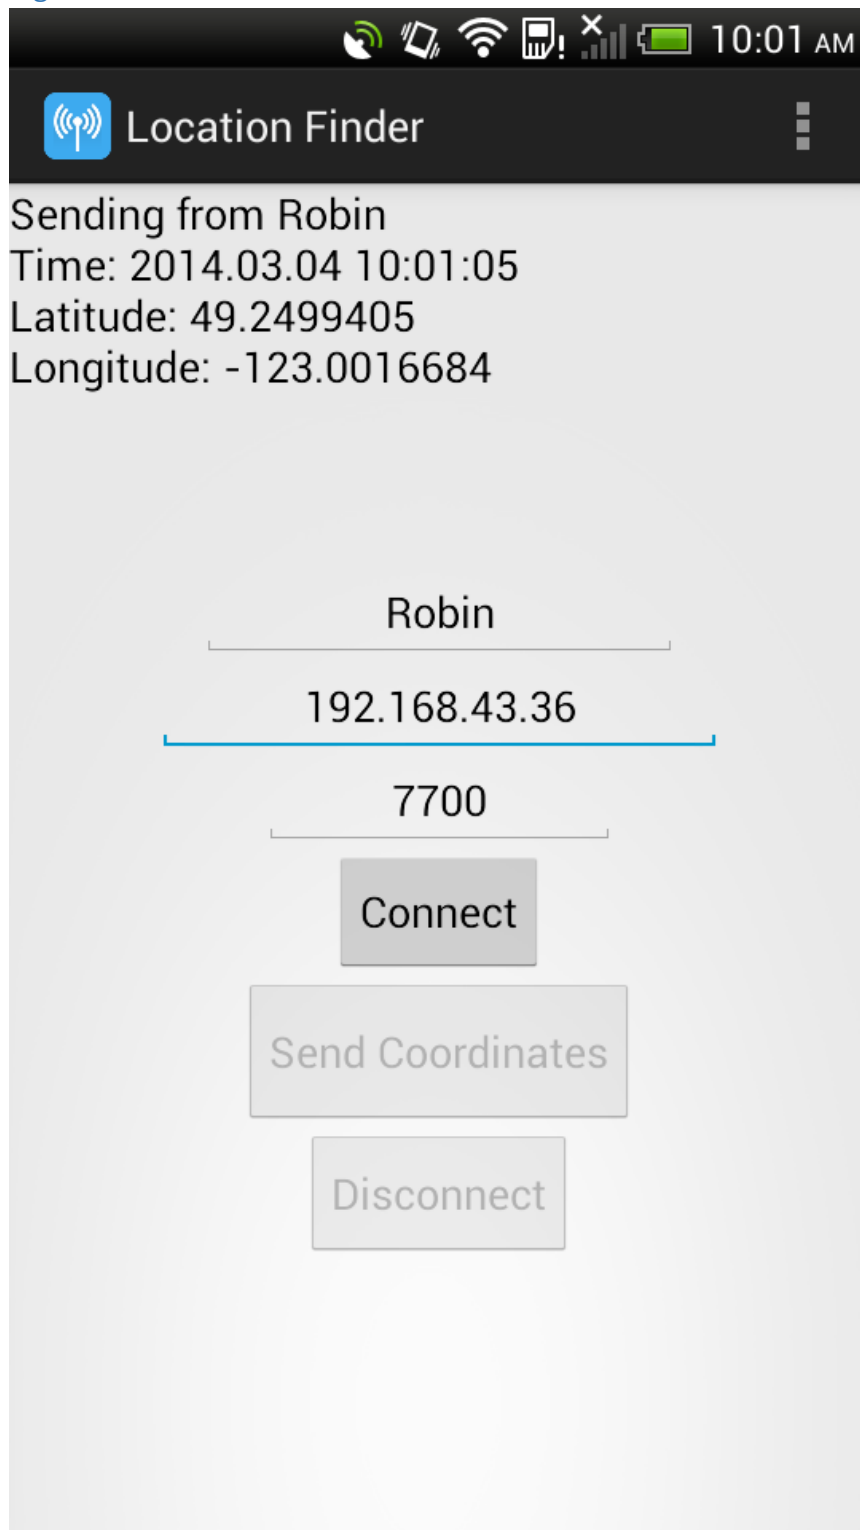 10:01 AM
Location Finder
Sending from Robin
Time: 2014.03.04 10:01:05
Latitude: 49.2499405
Longitude: -123.0016684
Robin
192.168.43.36
7700
Connect
Send Coordinates
Disconnect